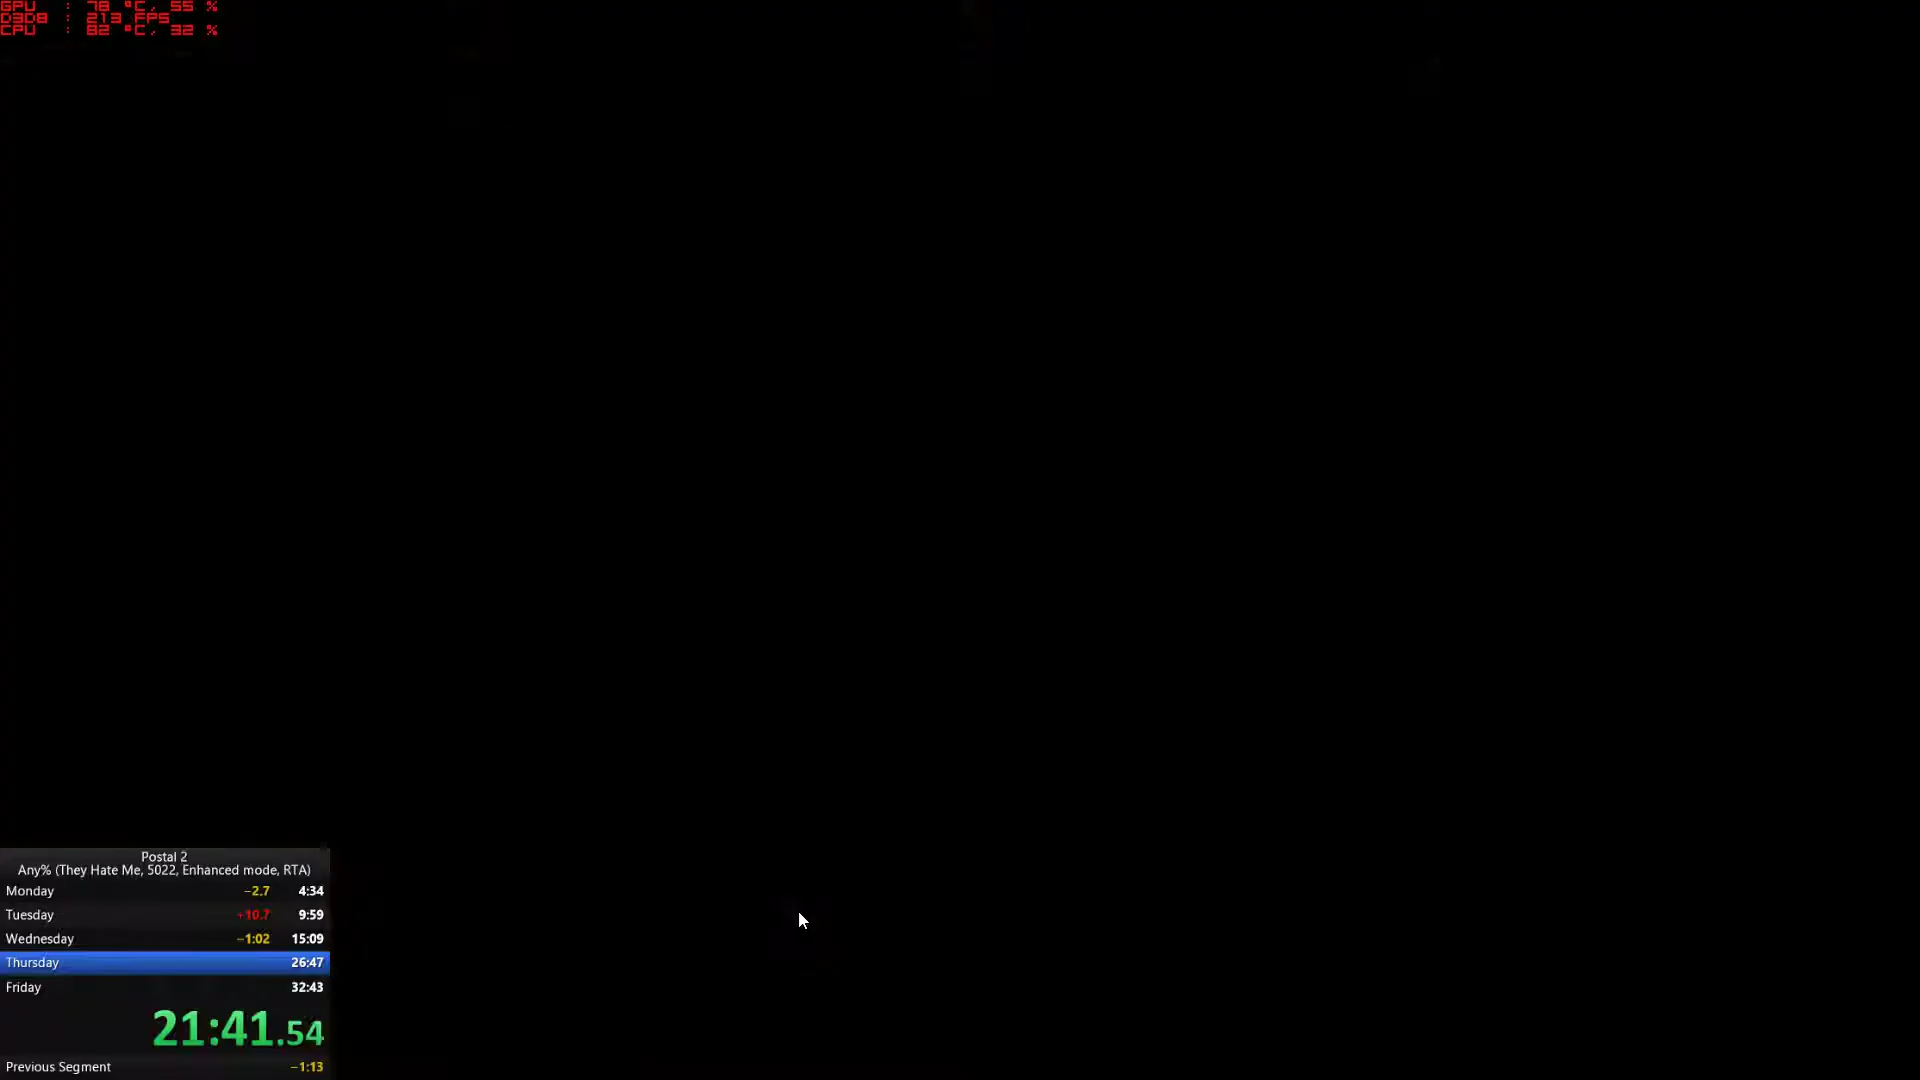 GPU : 78 °C, 55 %
D3D8 : 213 FPS
CPU : 82 °C, 32 %
Postal 2
Any% (They Hate Me, 5022, Enhanced mode, RTA)
Monday −2.7 4:34
Tuesday +10.7 9:59
Wednesday −1:02 15:09
Thursday 26:47
Friday 32:43
21:41.54
Previous Segment −1:13